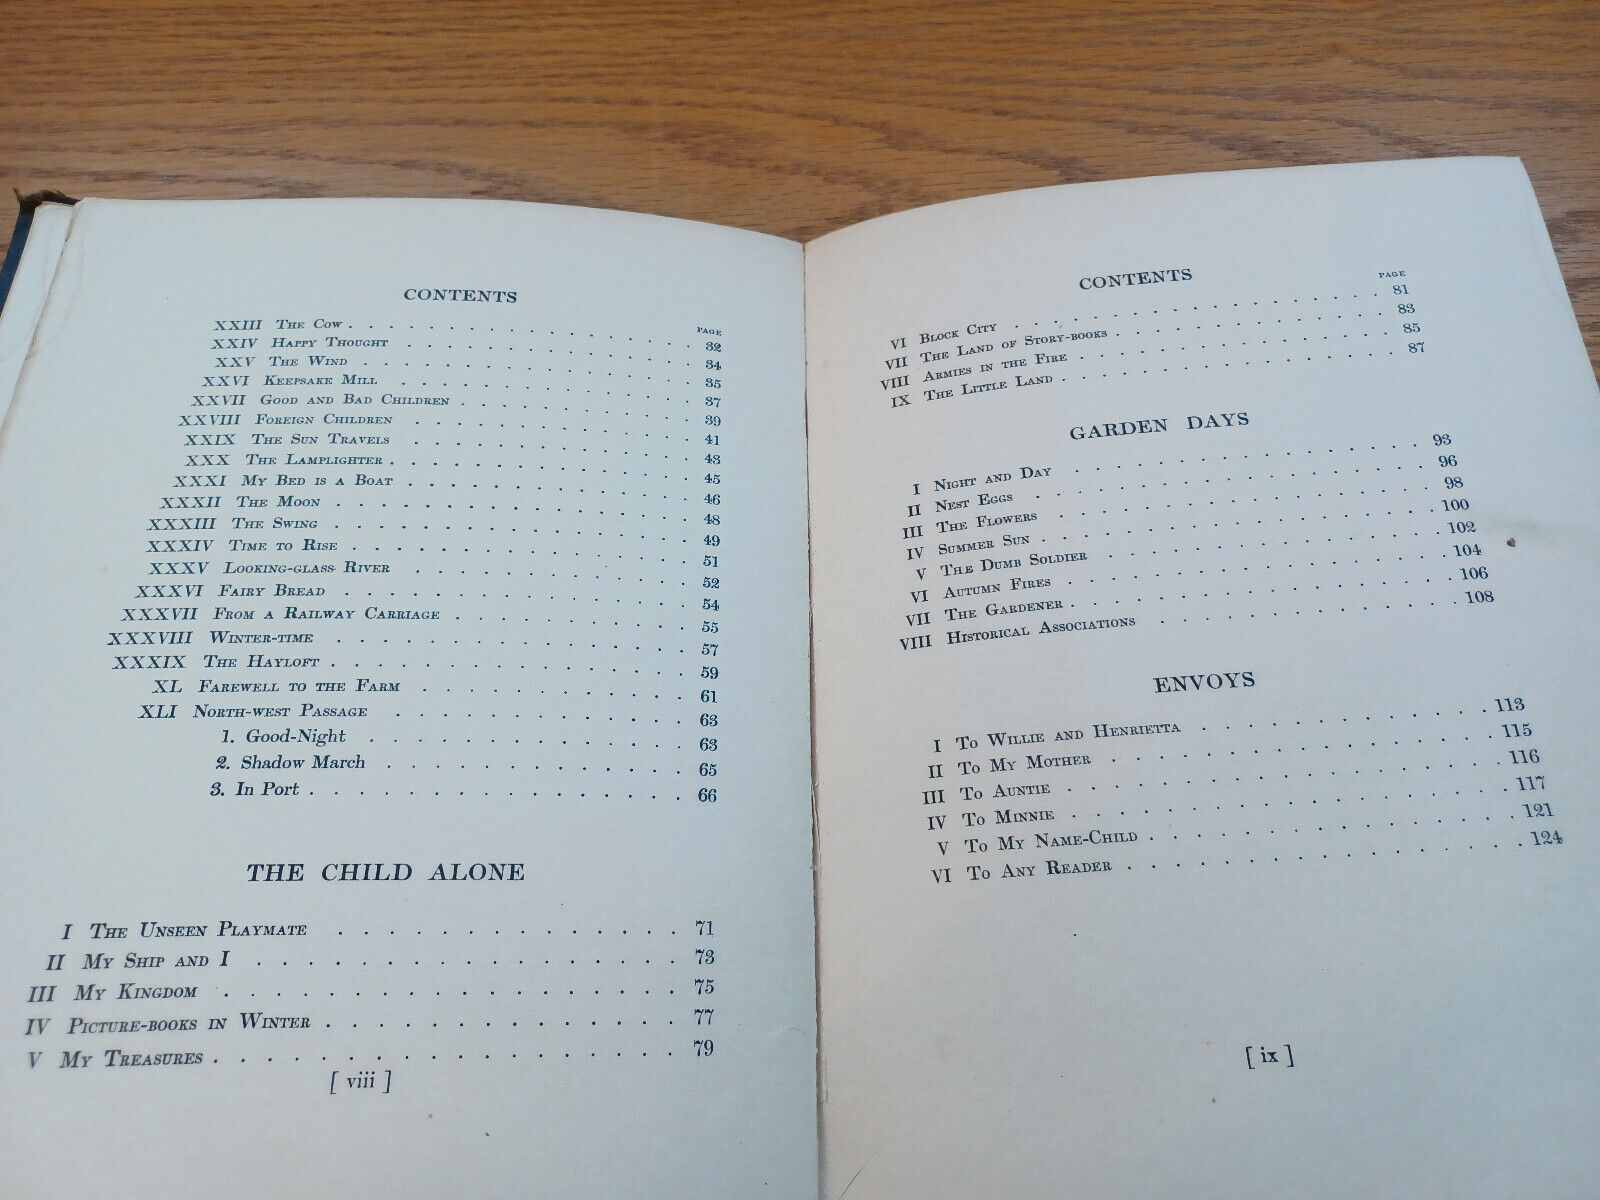 CONTENTS
PAGE
XXIII The Cow . . . . . . . . . . . . . . 32
XXIV Happy Thought . . . . . . . . . . . . 34
XXV The Wind . . . . . . . . . . . . . . 35
XXVI Keepsake Mill . . . . . . . . . . . . 37
XXVII Good and Bad Children . . . . . . . . . . 39
XXVIII Foreign Children . . . . . . . . . . . . 41
XXIX The Sun Travels . . . . . . . . . . . . 43
XXX The Lamplighter . . . . . . . . . . . . 45
XXXI My Bed is a Boat . . . . . . . . . . . . 46
XXXII The Moon . . . . . . . . . . . . . . 48
XXXIII The Swing . . . . . . . . . . . . . . 49
XXXIV Time to Rise . . . . . . . . . . . . . 51
XXXV Looking-glass River . . . . . . . . . . . 52
XXXVI Fairy Bread . . . . . . . . . . . . . . 54
XXXVII From a Railway Carriage . . . . . . . . . . 55
XXXVIII Winter-time . . . . . . . . . . . . . . 57
XXXIX The Hayloft . . . . . . . . . . . . . . 59
XL Farewell to the Farm . . . . . . . . . . . 61
XLI North-west Passage . . . . . . . . . . . . 63
1. Good-Night . . . . . . . . . . . . . 63
2. Shadow March . . . . . . . . . . . . 65
3. In Port . . . . . . . . . . . . . . . 66
THE CHILD ALONE
I The Unseen Playmate . . . . . . . . . . . . . 71
II My Ship and I . . . . . . . . . . . . . . . . 73
III My Kingdom . . . . . . . . . . . . . . . . . 75
IV Picture-books in Winter . . . . . . . . . . . . . . 77
V My Treasures . . . . . . . . . . . . . . . . . . 79
[ viii ]
CONTENTS
PAGE
VI Block City . . . . . . . . . . . . . . . 81
VII The Land of Story-books . . . . . . . . . . . 83
VIII Armies in the Fire . . . . . . . . . . . . . 85
IX The Little Land . . . . . . . . . . . . . . 87
GARDEN DAYS
I Night and Day . . . . . . . . . . . . . . 93
II Nest Eggs . . . . . . . . . . . . . . . . 96
III The Flowers . . . . . . . . . . . . . . . 98
IV Summer Sun . . . . . . . . . . . . . . . . 100
V The Dumb Soldier . . . . . . . . . . . . . . 102
VI Autumn Fires . . . . . . . . . . . . . . . 104
VII The Gardener . . . . . . . . . . . . . . . 106
VIII Historical Associations . . . . . . . . . . . . 108
ENVOYS
I To Willie and Henrietta . . . . . . . . . . . . 113
II To My Mother . . . . . . . . . . . . . . . 115
III To Auntie . . . . . . . . . . . . . . . . . 116
IV To Minnie . . . . . . . . . . . . . . . . . 117
V To My Name-Child . . . . . . . . . . . . . . 121
VI To Any Reader . . . . . . . . . . . . . . . . 124
[ ix ]